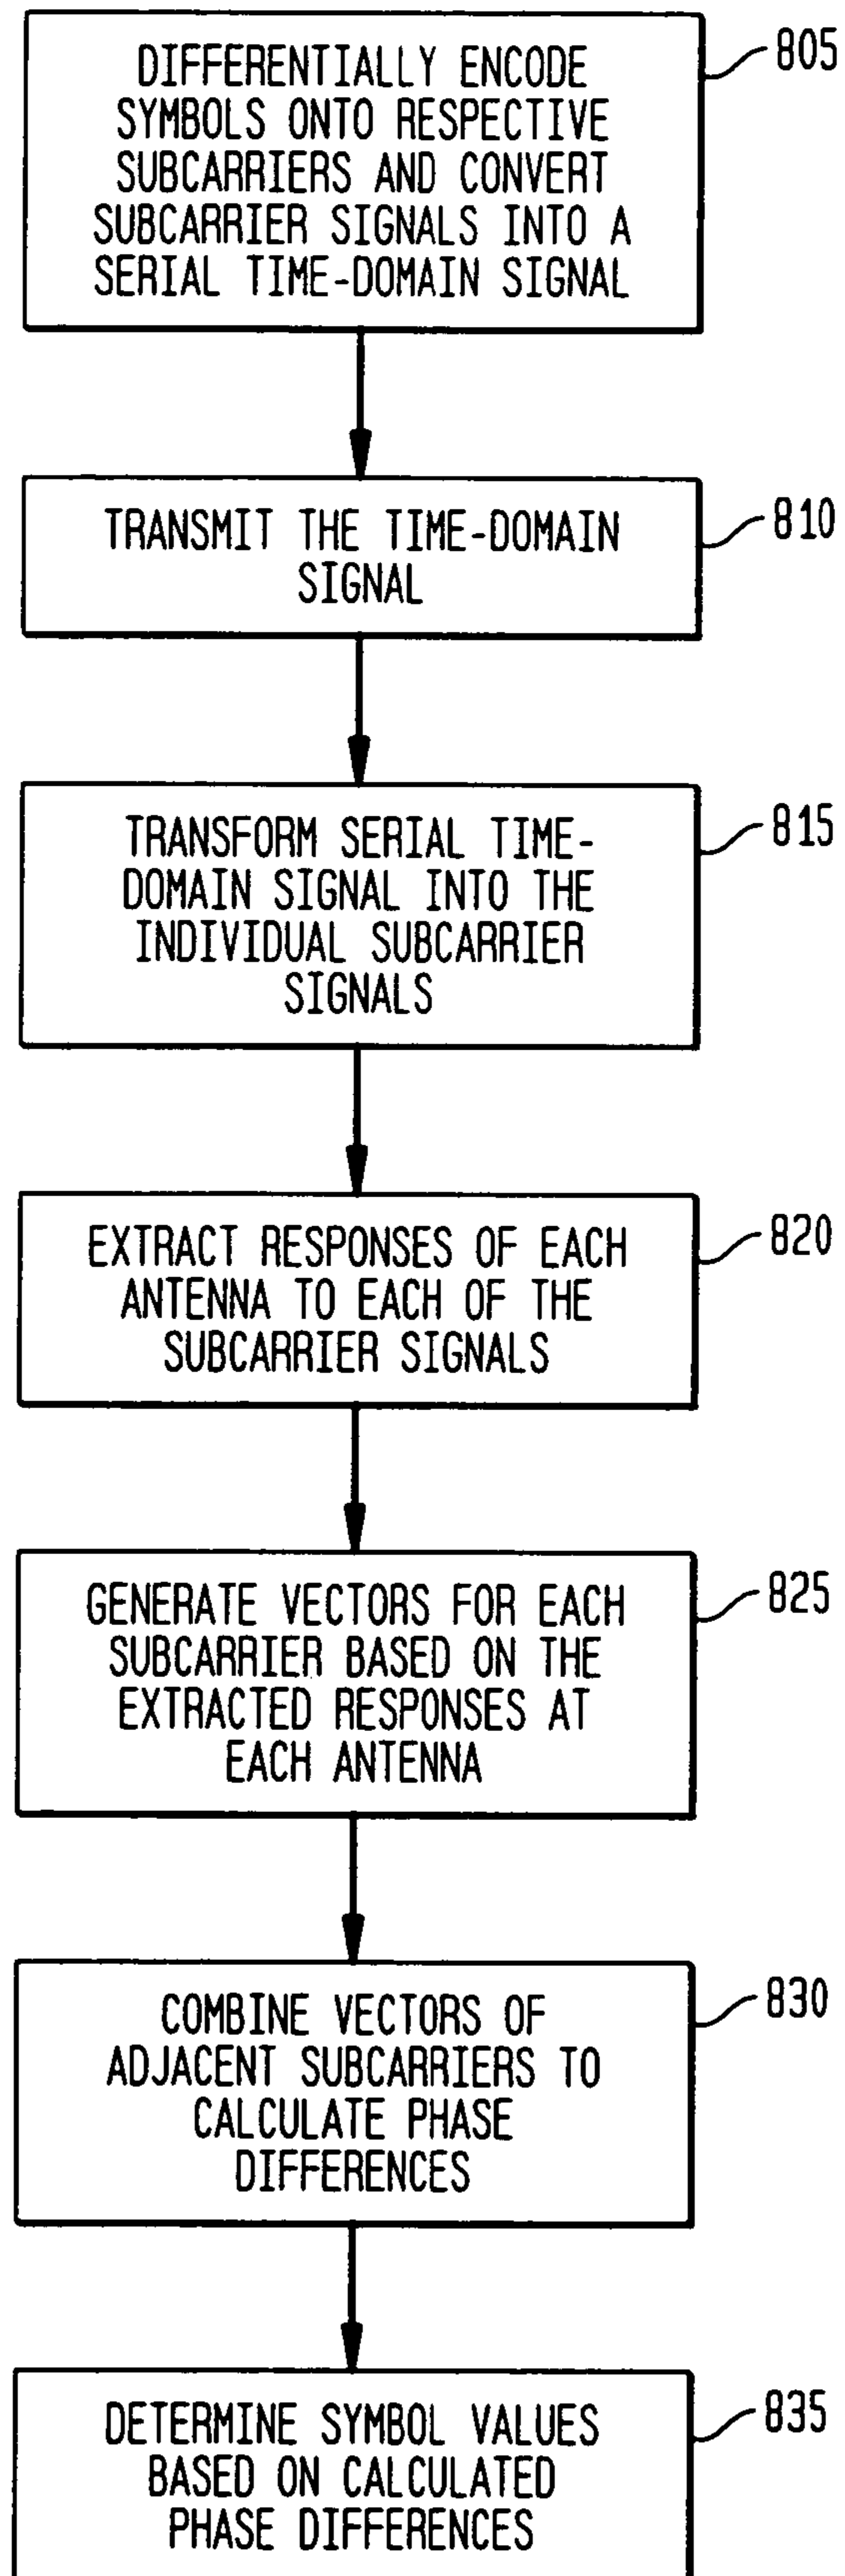 DIFFERENTIALLY ENCODE
SYMBOLS ONTO RESPECTIVE
SUBCARRIERS AND CONVERT
SUBCARRIER SIGNALS INTO A
SERIAL TIME-DOMAIN SIGNAL
805
TRANSMIT THE TIME-DOMAIN
SIGNAL
810
TRANSFORM SERIAL TIME-
DOMAIN SIGNAL INTO THE
INDIVIDUAL SUBCARRIER
SIGNALS
815
EXTRACT RESPONSES OF EACH
ANTENNA TO EACH OF THE
SUBCARRIER SIGNALS
820
GENERATE VECTORS FOR EACH
SUBCARRIER BASED ON THE
EXTRACTED RESPONSES AT
EACH ANTENNA
825
COMBINE VECTORS OF
ADJACENT SUBCARRIERS TO
CALCULATE PHASE
DIFFERENCES
830
DETERMINE SYMBOL VALUES
BASED ON CALCULATED
PHASE DIFFERENCES
835